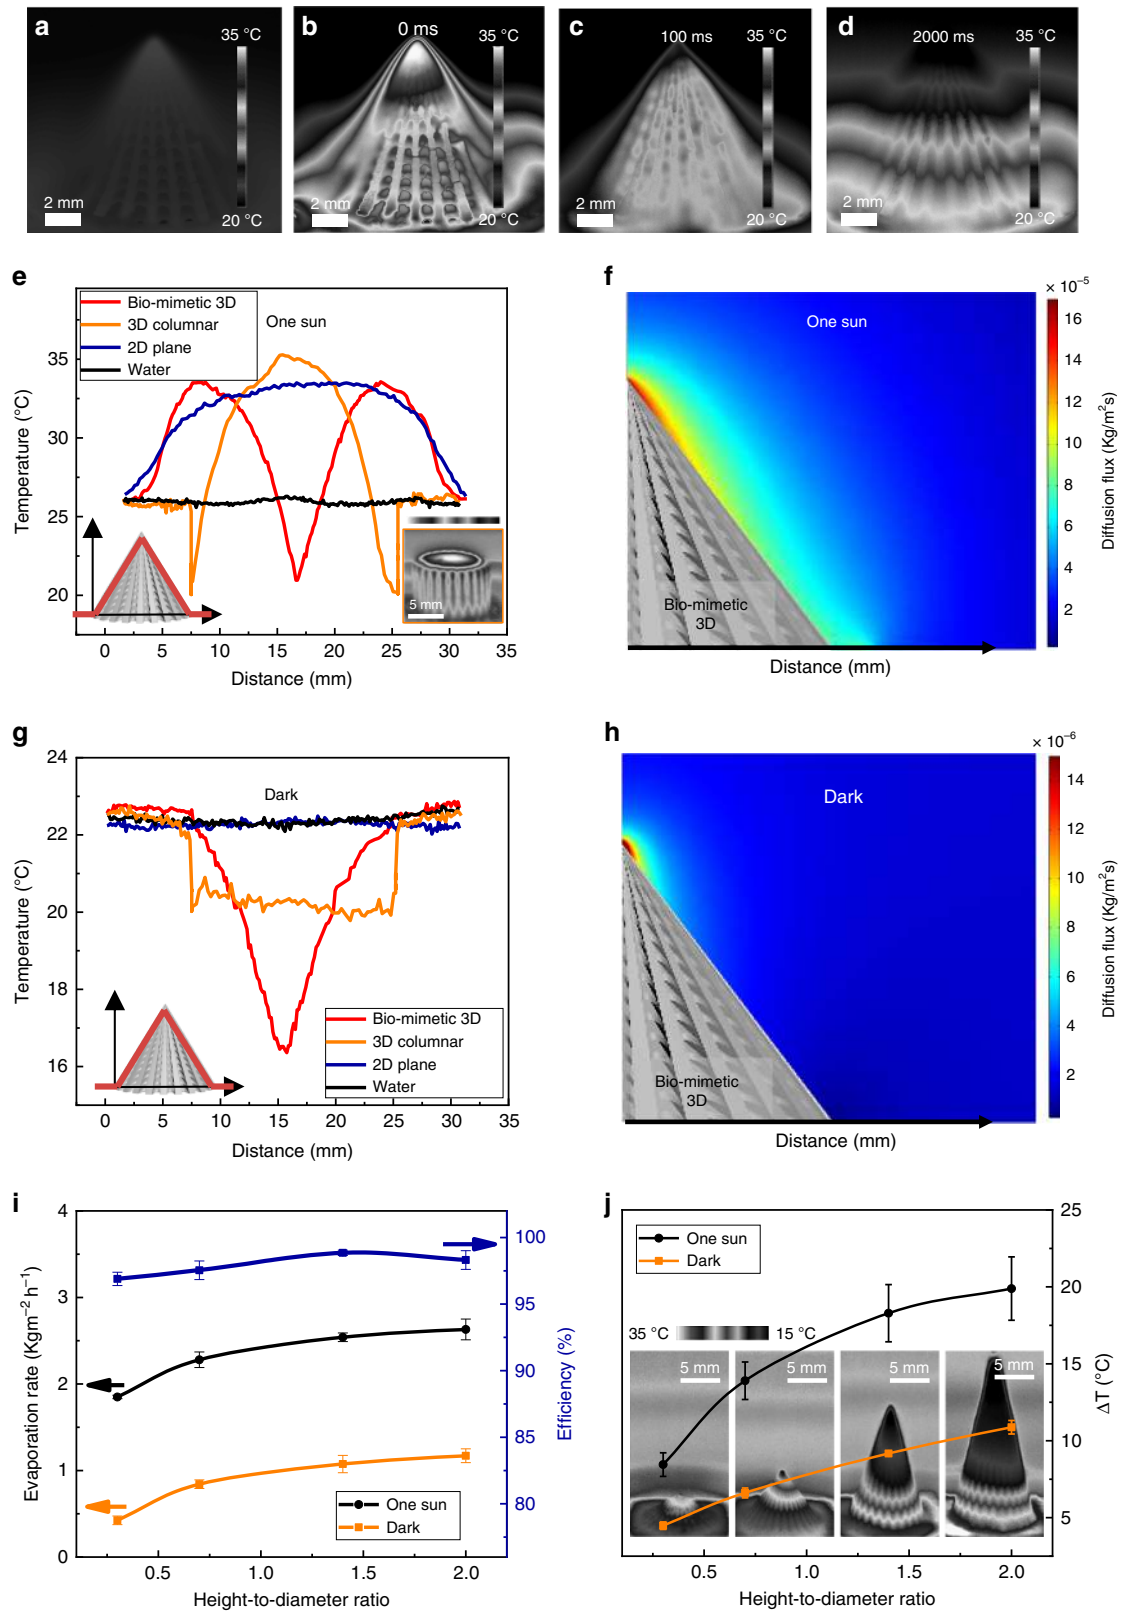 a
35 °C
2 mm
20 °C
b
0 ms
35 °C
2 mm
20 °C
c
100 ms
35 °C
2 mm
20 °C
d
2000 ms
35 °C
2 mm
20 °C
e
Bio-mimetic 3D
3D columnar
2D plane
Water
One sun
35
30
25
20
Temperature (°C)
5 mm
0 5 10 15 20 25 30 35
Distance (mm)
f
One sun
× 10⁻⁵
16
14
12
10
8
6
4
2
Diffusion flux (Kg/m²s)
Bio-mimetic
3D
Distance (mm)
g
24
22
20
18
16
Temperature (°C)
Dark
Bio-mimetic 3D
3D columnar
2D plane
Water
0 5 10 15 20 25 30 35
Distance (mm)
h
Dark
× 10⁻⁶
14
12
10
8
6
4
2
Diffusion flux (Kg/m²s)
Bio-mimetic
3D
Distance (mm)
i
4
3
2
1
0
Evaporation rate (Kgm⁻² h⁻¹)
100
95
90
85
80
Efficiency (%)
One sun
Dark
0.5 1.0 1.5 2.0
Height-to-diameter ratio
j
One sun
Dark
35 °C 15 °C
5 mm
5 mm
5 mm
5 mm
25
20
15
10
5
ΔT (°C)
0.5 1.0 1.5 2.0
Height-to-diameter ratio